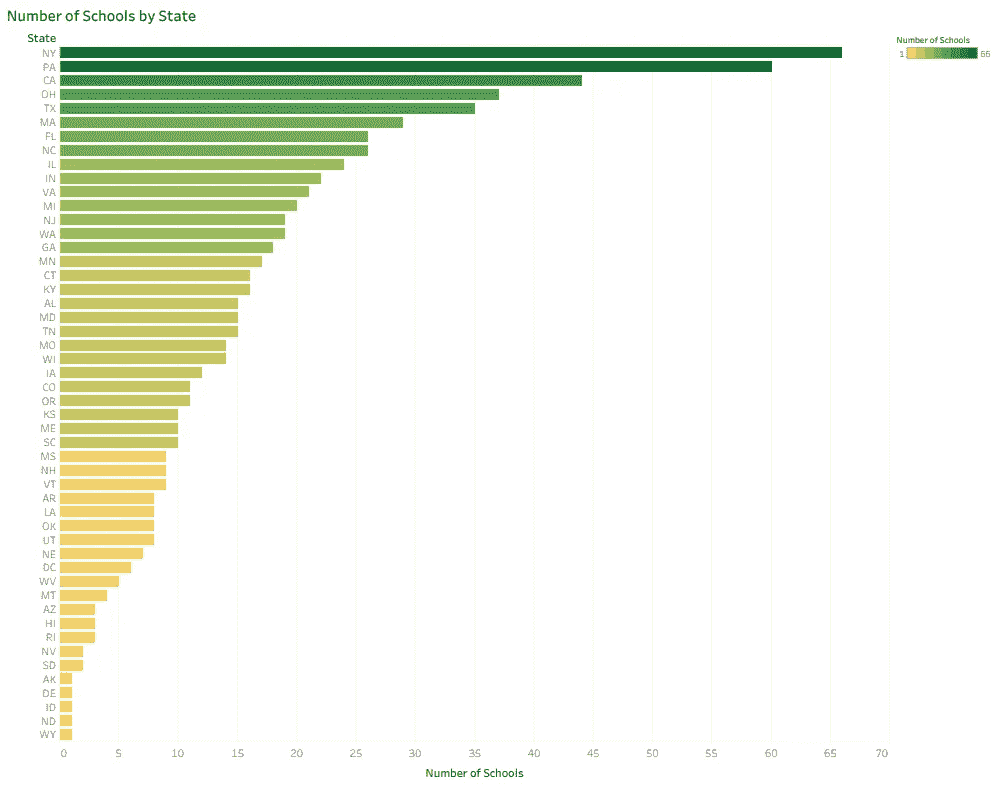 Number of Schools by State
State
Number of Schools
1 66
NY
PA
CA
OH
TX
MA
FL
NC
IL
IN
VA
MI
NJ
WA
GA
MN
CT
KY
AL
MD
TN
MO
WI
IA
CO
OR
KS
ME
SC
MS
NH
VT
AR
LA
OK
UT
NE
DC
WV
MT
AZ
HI
RI
NV
SD
AK
DE
ID
ND
WY
0 5 10 15 20 25 30 35 40 45 50 55 60 65 70
Number of Schools